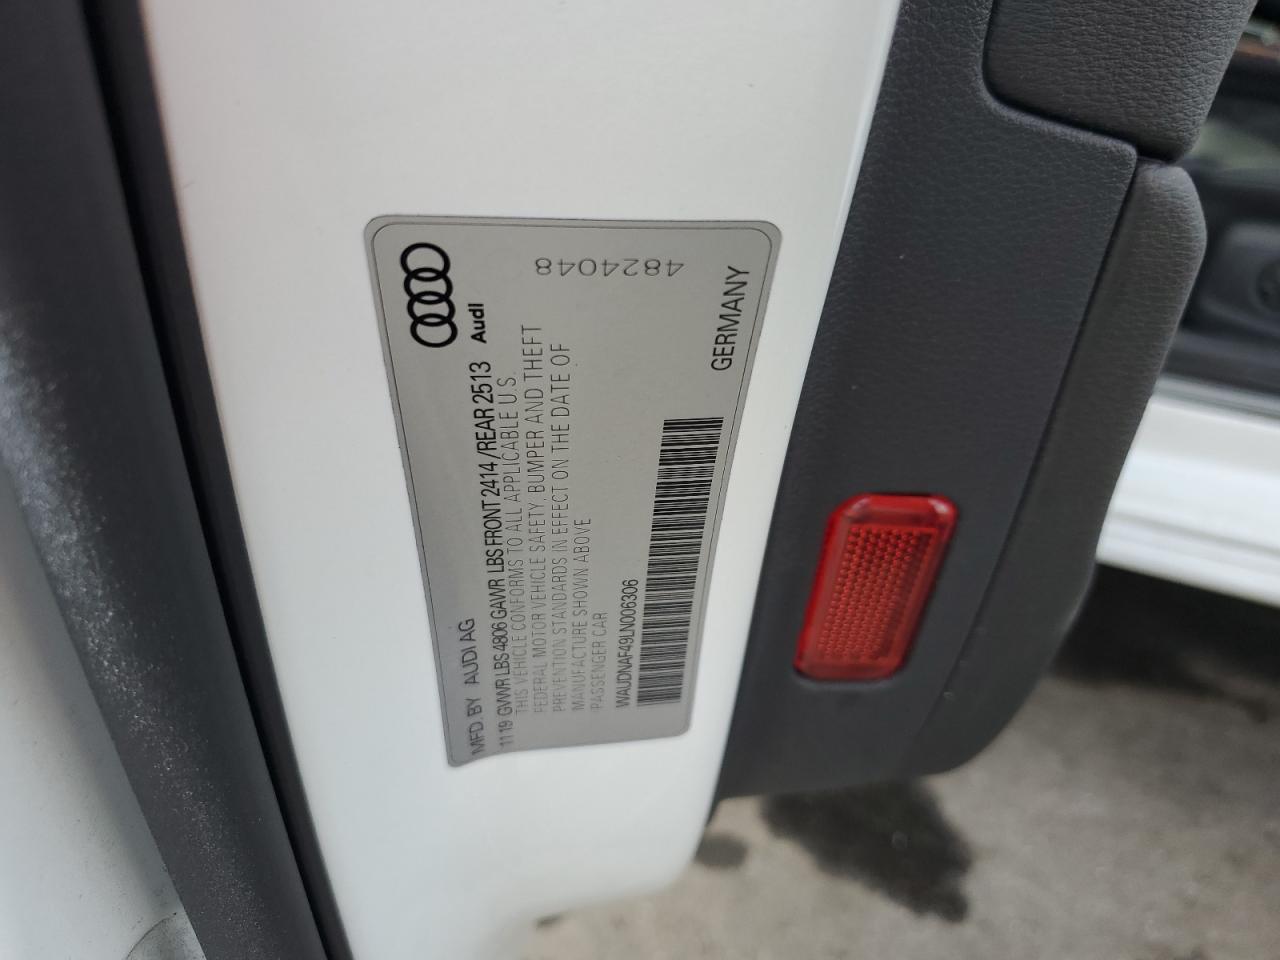 Audi
MFD. BY AUDI AG
11 19 GVWR LBS 4806 GAWR LBS FRONT 2414 /REAR 2513
THIS VEHICLE CONFORMS TO ALL APPLICABLE U.S.
FEDERAL MOTOR VEHICLE SAFETY, BUMPER AND THEFT
PREVENTION STANDARDS IN EFFECT ON THE DATE OF
MANUFACTURE SHOWN ABOVE
PASSENGER CAR
WAUDNAF49LN006306
GERMANY
4824048